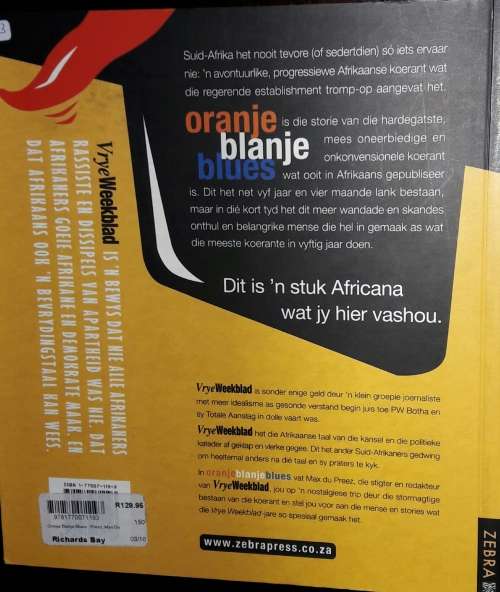 Suid-Afrika het nooit tevore (of sedertdien) só iets ervaar
nie: 'n avontuurlike, progressiewe Afrikaanse koerant wat
die regerende establishment tromp-op aangevat het.
oranje
blanje
blues
is die storie van die hardegatste,
mees oneerbiedige en
onkonvensionele koerant
wat ooit in Afrikaans gepubliseer
is. Dit het net vyf jaar en vier maande lank bestaan,
maar in dié kort tyd het dit meer wandade en skandes
onthul en belangrike mense die hel in gemaak as wat
die meeste koerante in vyftig jaar doen.
Dit is 'n stuk Africana
wat jy hier vashou.
VryeWeekblad IS 'N BEWYS DAT NIE ALLE AFRIKANERS
RASSISTE EN DISSIPELS VAN APARTHEID WAS NIE, DAT
AFRIKANERS GOEIE AFRIKANE EN DEMOKRATE MAAK, EN
DAT AFRIKAANS OOK 'N BEVRYDINGSTAAL KAN WEES.
VryeWeekblad is sonder enige geld deur 'n klein groepie joernaliste
met meer idealisme as gesonde verstand begin juis toe PW Botha en
sy Totale Aanslag in dolle vaart was.
VryeWeekblad het die Afrikaanse taal van die kansel en die politieke
kateder af gekaap en vlerke gegee. Dit het ander Suid-Afrikaners gedwing
om heeltemal anders na dié taal en sy praters te kyk.
In oranjeblanjeblues vat Max du Preez, die stigter en redakteur
van VryeWeekblad, jou op 'n nostalgiese trip deur die stormagtige
bestaan van die koerant en stel jou voor aan die mense en stories wat
die Vrye Weekblad-jare so spesiaal gemaak het.
www.zebrapress.co.za
R129.95
9781770071193
Richards Bay
ZEBRA